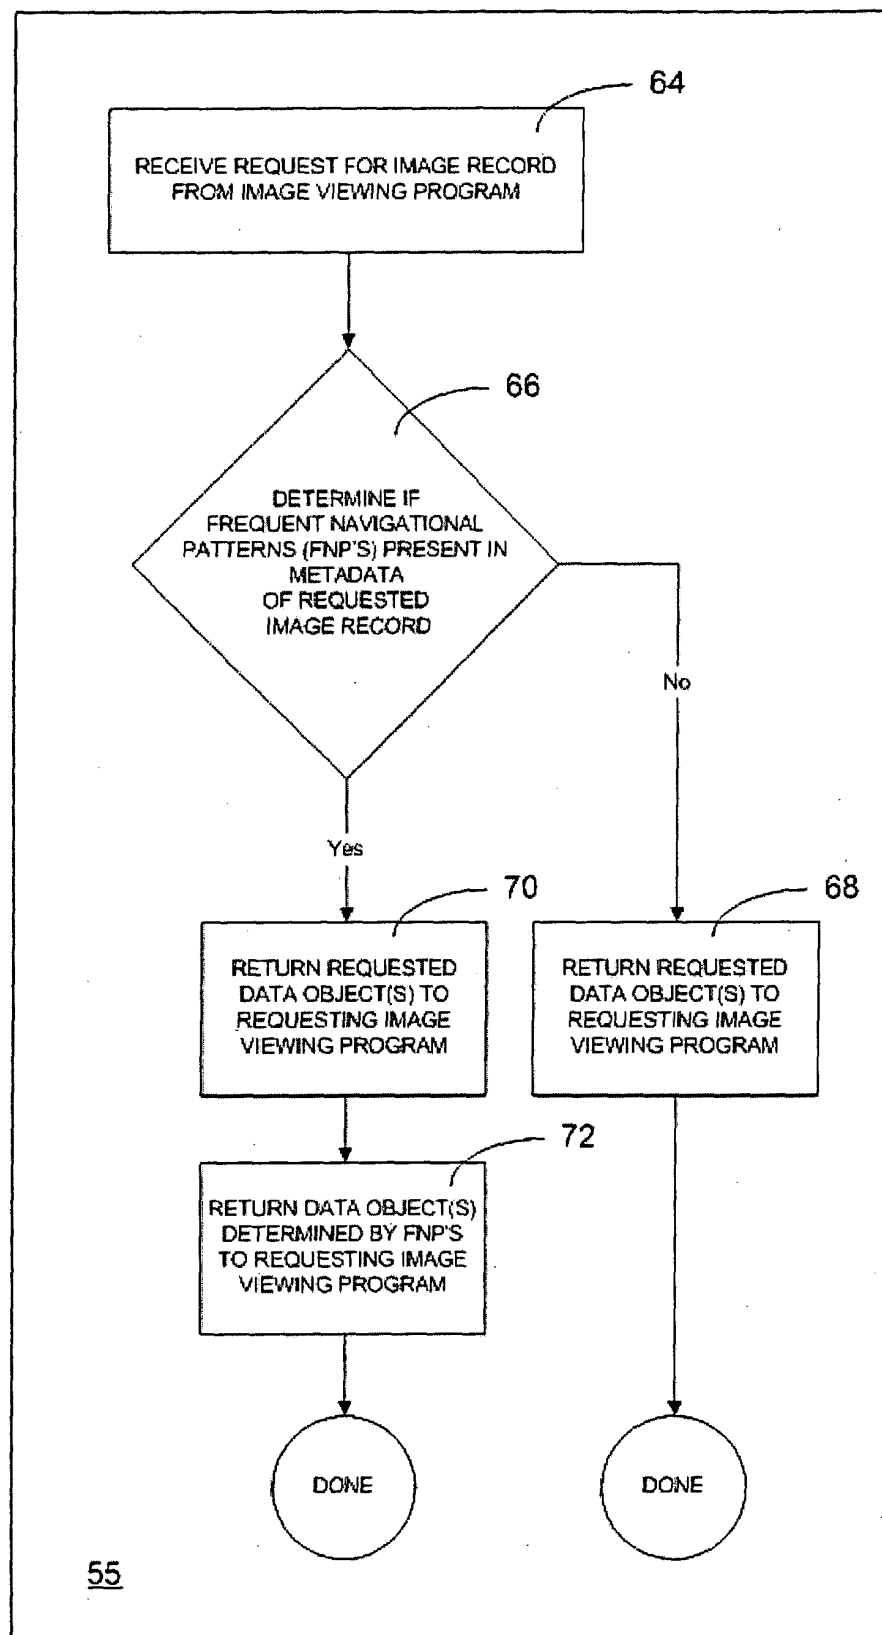 64
RECEIVE REQUEST FOR IMAGE RECORD
FROM IMAGE VIEWING PROGRAM
66
DETERMINE IF
FREQUENT NAVIGATIONAL
PATTERNS (FNP'S) PRESENT IN
METADATA
OF REQUESTED
IMAGE RECORD
No
Yes
70
RETURN REQUESTED
DATA OBJECT(S) TO
REQUESTING IMAGE
VIEWING PROGRAM
68
RETURN REQUESTED
DATA OBJECT(S) TO
REQUESTING IMAGE
VIEWING PROGRAM
72
RETURN DATA OBJECT(S)
DETERMINED BY FNP'S
TO REQUESTING IMAGE
VIEWING PROGRAM
DONE
DONE
55